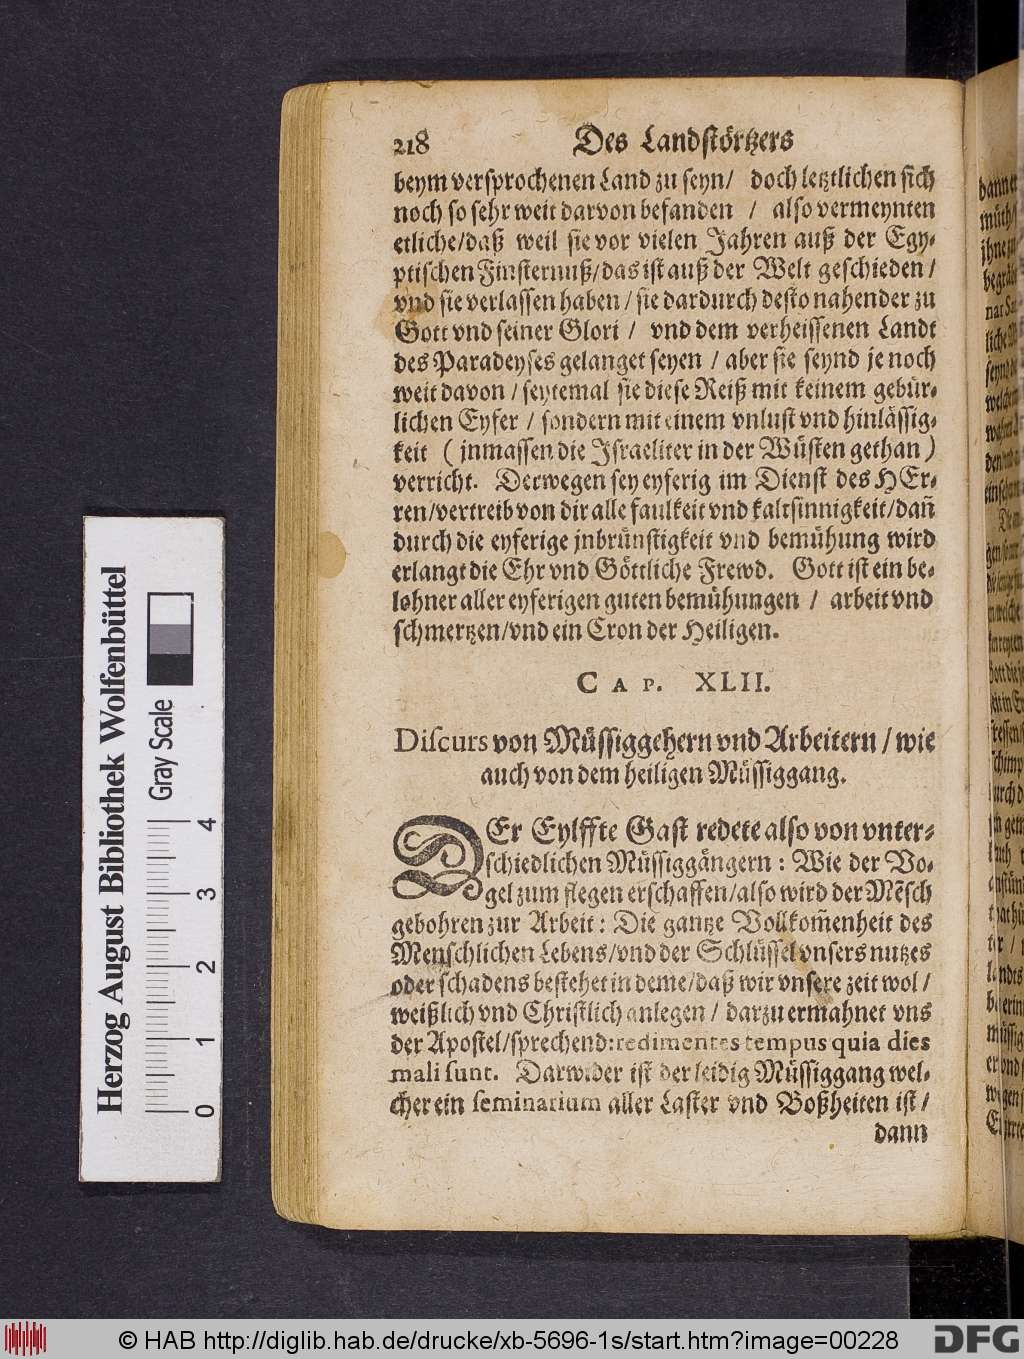 218 Des Landstörtzers
beym versprochenen Land zu seyn/ doch letztlichen sich
noch so sehr weit darvon befanden / also vermeynten
etliche/daß weil sie vor vielen Jahren auß der Egy-
ptischen Finsternuß/das ist auß der Welt geschieden /
vnd sie verlassen haben / sie dardurch desto nahender zu
Gott vnd seiner Glori / vnd dem verheissenen Landt
des Paradeyses gelanget seyen / aber sie seynd je noch
weit davon / seytemal sie diese Reiß mit keinem gebür-
lichen Eyfer / sondern mit einem vnlust vnd hinlässig-
keit ( jnmassen die Israeliter in der Wüsten gethan )
verricht. Derwegen sey eyferig im Dienst des HEr-
ren/vertreib von dir alle faulkeit vnd kaltsinnigkeit/dañ
durch die eyferige jnbrünstigkeit vnd bemühung wird
erlangt die Ehr vnd Göttliche Frewd. Gott ist ein be-
lohner aller eyferigen guten bemühungen / arbeit vnd
schmertzen/vnd ein Cron der Heiligen.
CAP. XLII.
Discurs von Müssiggehern vnd Arbeitern / wie
auch von dem heiligen Müssiggang.
DEr Eylffte Gast redete also von vnter-
schiedlichen Müssiggängern : Wie der Vo-
gel zum flegen erschaffen/also wird der Mẽsch
gebohren zur Arbeit : Die gantze Vollkom̃enheit des
Menschlichen Lebens/vnd der Schlüssel vnsers nutzes
oder schadens bestehet in deme/daß wir vnsere zeit wol /
weißlich vnd Christlich anlegen / darzu ermahnet vns
der Apostel/sprechend: redimentes tempus quia dies
mali sunt. Darwider ist der leidig Müssiggang wel-
cher ein seminarium aller Laster vnd Boßheiten ist /
dann
Herzog August Bibliothek Wolfenbüttel
Gray Scale
0 1 2 3 4
© HAB http://diglib.hab.de/drucke/xb-5696-1s/start.htm?image=00228
DFG